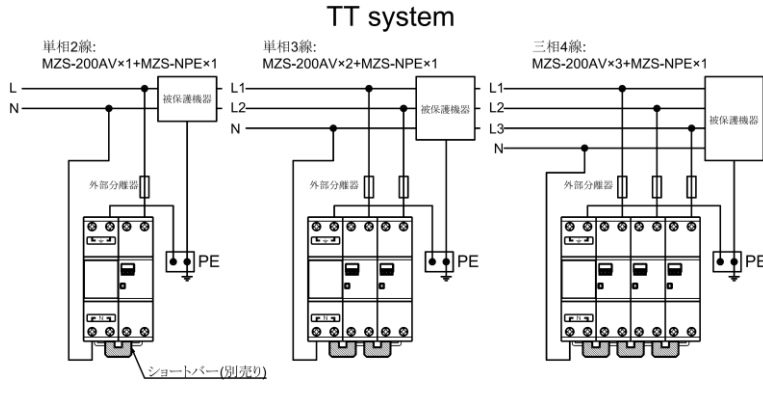 TT system
単相2線:
MZS-200AV×1+MZS-NPE×1
L
N
被保護機器
外部分離器
N
PE
ショートバー(別売り)
単相3線:
MZS-200AV×2+MZS-NPE×1
L1
L2
N
被保護機器
外部分離器
N
PE
三相4線:
MZS-200AV×3+MZS-NPE×1
L1
L2
L3
N
被保護機器
外部分離器
N
PE